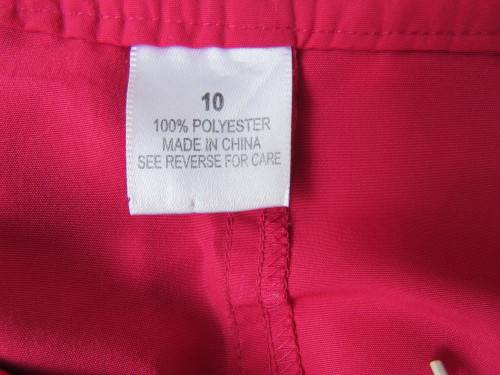 10
100% POLYESTER
MADE IN CHINA
SEE REVERSE FOR CARE